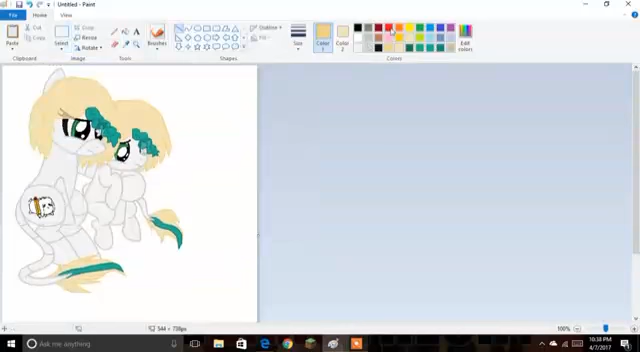 Untitled - Paint
File
Home
View
Paste
Cut
Copy
Clipboard
Select
Crop
Resize
Rotate
Image
Tools
Brushes
Shapes
Outline
Fill
Size
Color
1
Color
2
Colors
Edit
colors
544 × 738px
100%
Ask me anything
10:38 PM
4/7/2017